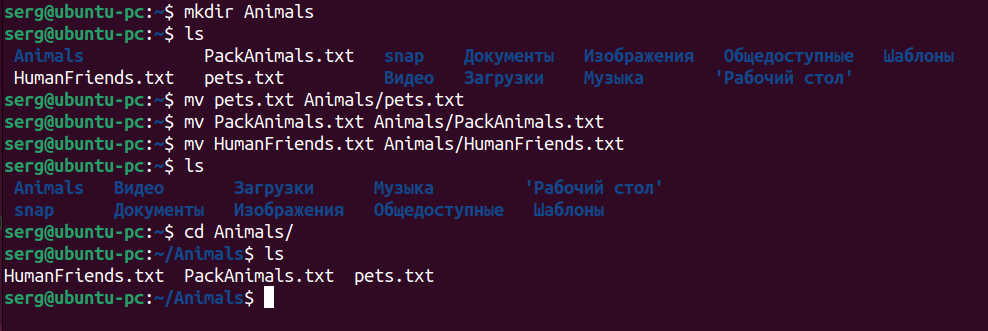 serg@ubuntu-pc:~$ mkdir Animals
serg@ubuntu-pc:~$ ls
Animals PackAnimals.txt snap Документы Изображения Общедоступные Шаблоны
HumanFriends.txt pets.txt Видео Загрузки Музыка 'Рабочий стол'
serg@ubuntu-pc:~$ mv pets.txt Animals/pets.txt
serg@ubuntu-pc:~$ mv PackAnimals.txt Animals/PackAnimals.txt
serg@ubuntu-pc:~$ mv HumanFriends.txt Animals/HumanFriends.txt
serg@ubuntu-pc:~$ ls
Animals Видео Загрузки Музыка 'Рабочий стол'
snap Документы Изображения Общедоступные Шаблоны
serg@ubuntu-pc:~$ cd Animals/
serg@ubuntu-pc:~/Animals$ ls
HumanFriends.txt PackAnimals.txt pets.txt
serg@ubuntu-pc:~/Animals$